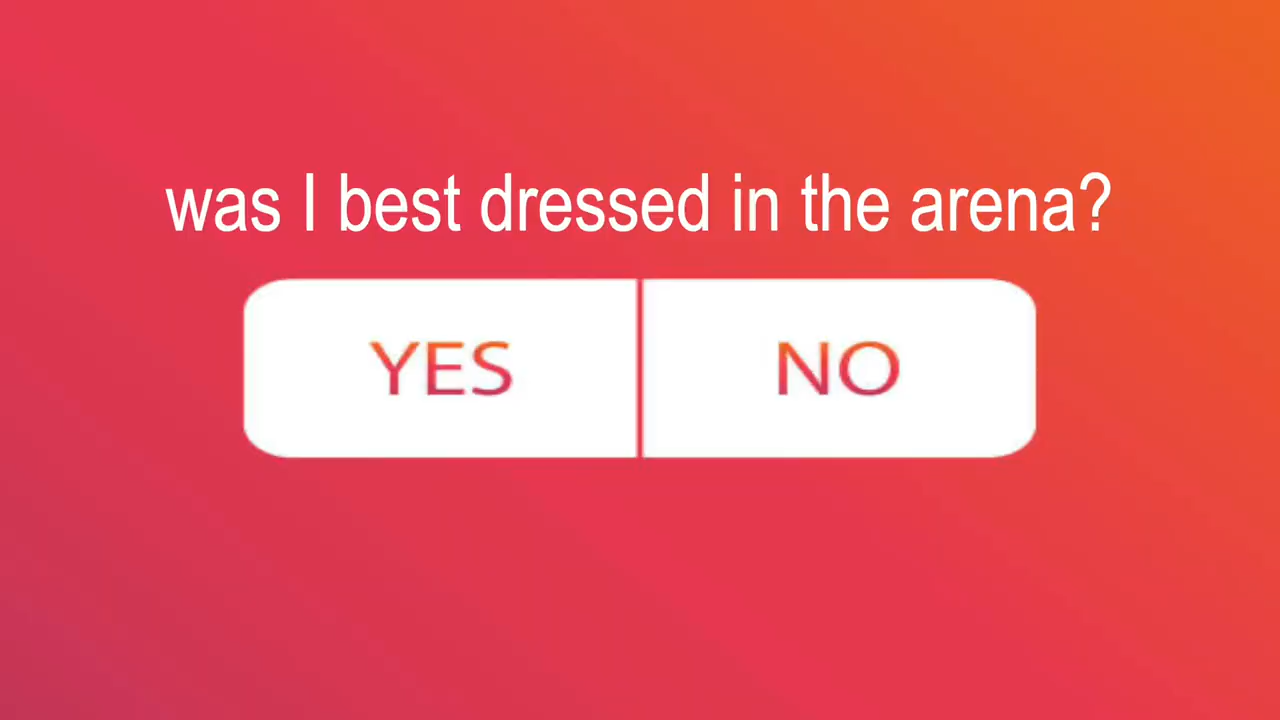 was I best dressed in the arena?
YES NO